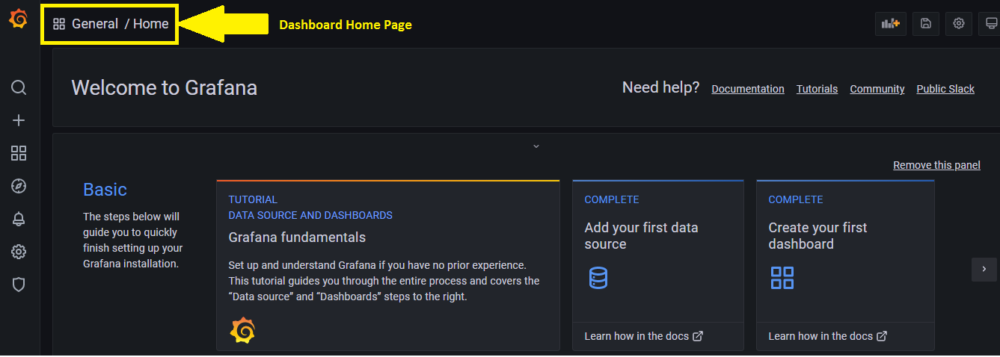 General / Home
Dashboard Home Page
Welcome to Grafana
Need help? Documentation Tutorials Community Public Slack
Remove this panel
Basic
The steps below will
guide you to quickly
finish setting up your
Grafana installation.
TUTORIAL
DATA SOURCE AND DASHBOARDS
Grafana fundamentals
Set up and understand Grafana if you have no prior experience.
This tutorial guides you through the entire process and covers the
“Data source” and “Dashboards” steps to the right.
COMPLETE
Add your first data
source
Learn how in the docs
COMPLETE
Create your first
dashboard
Learn how in the docs